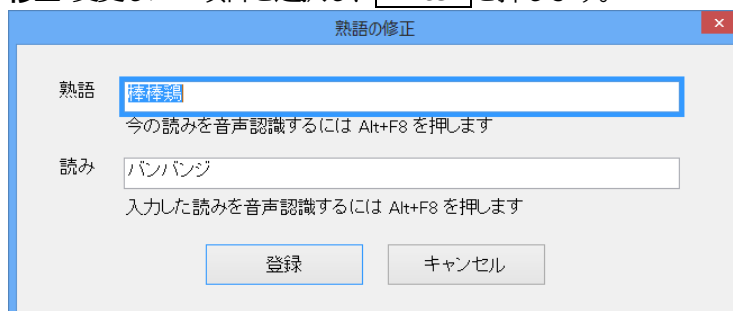 熟語の修正
熟語
棒棒鶏
今の読みを音声認識するには Alt+F8 を押します
読み
バンバンジ
入力した読みを音声認識するには Alt+F8 を押します
登録
キャンセル